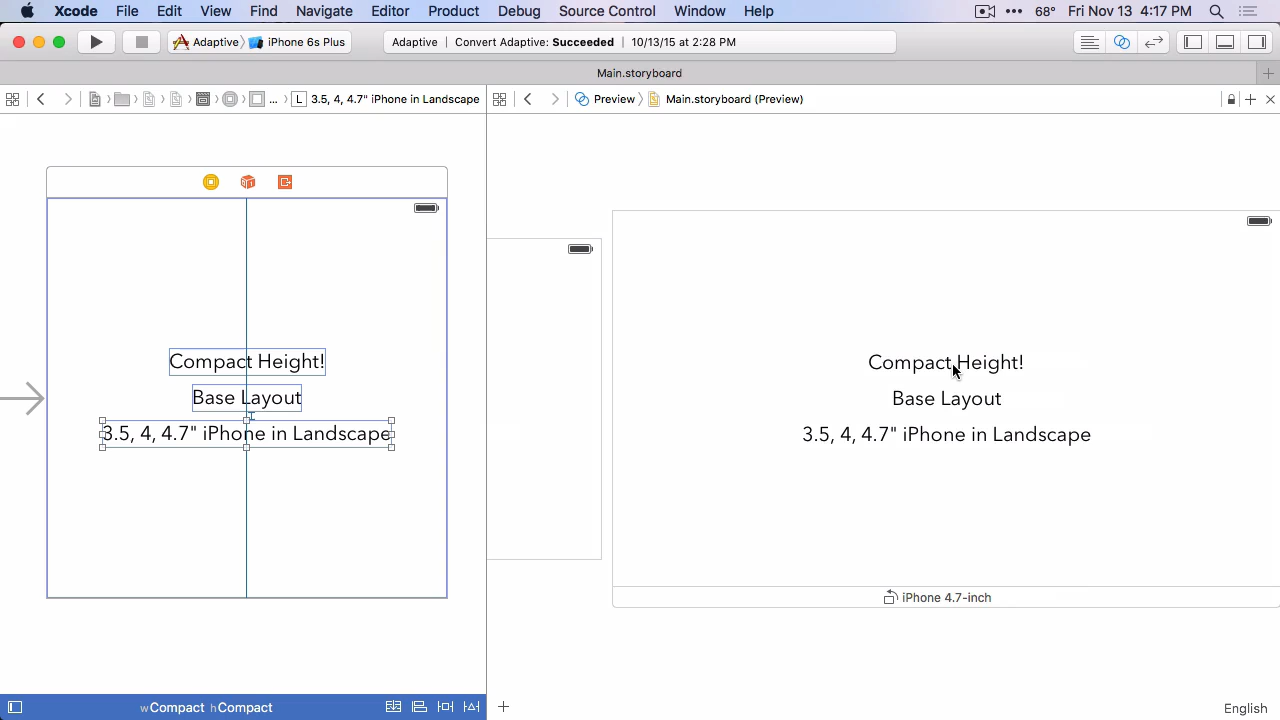 Xcode File Edit View Find Navigate Editor Product Debug Source Control Window Help 68° Fri Nov 13 4:17 PM
Adaptive iPhone 6s Plus Adaptive | Convert Adaptive: Succeeded | 10/13/15 at 2:28 PM
Main.storyboard
... L 3.5, 4, 4.7" iPhone in Landscape Preview Main.storyboard (Preview)
Compact Height!
Base Layout
3.5, 4, 4.7" iPhone in Landscape
Compact Height!
Base Layout
3.5, 4, 4.7" iPhone in Landscape
iPhone 4.7-inch
wCompact hCompact
English